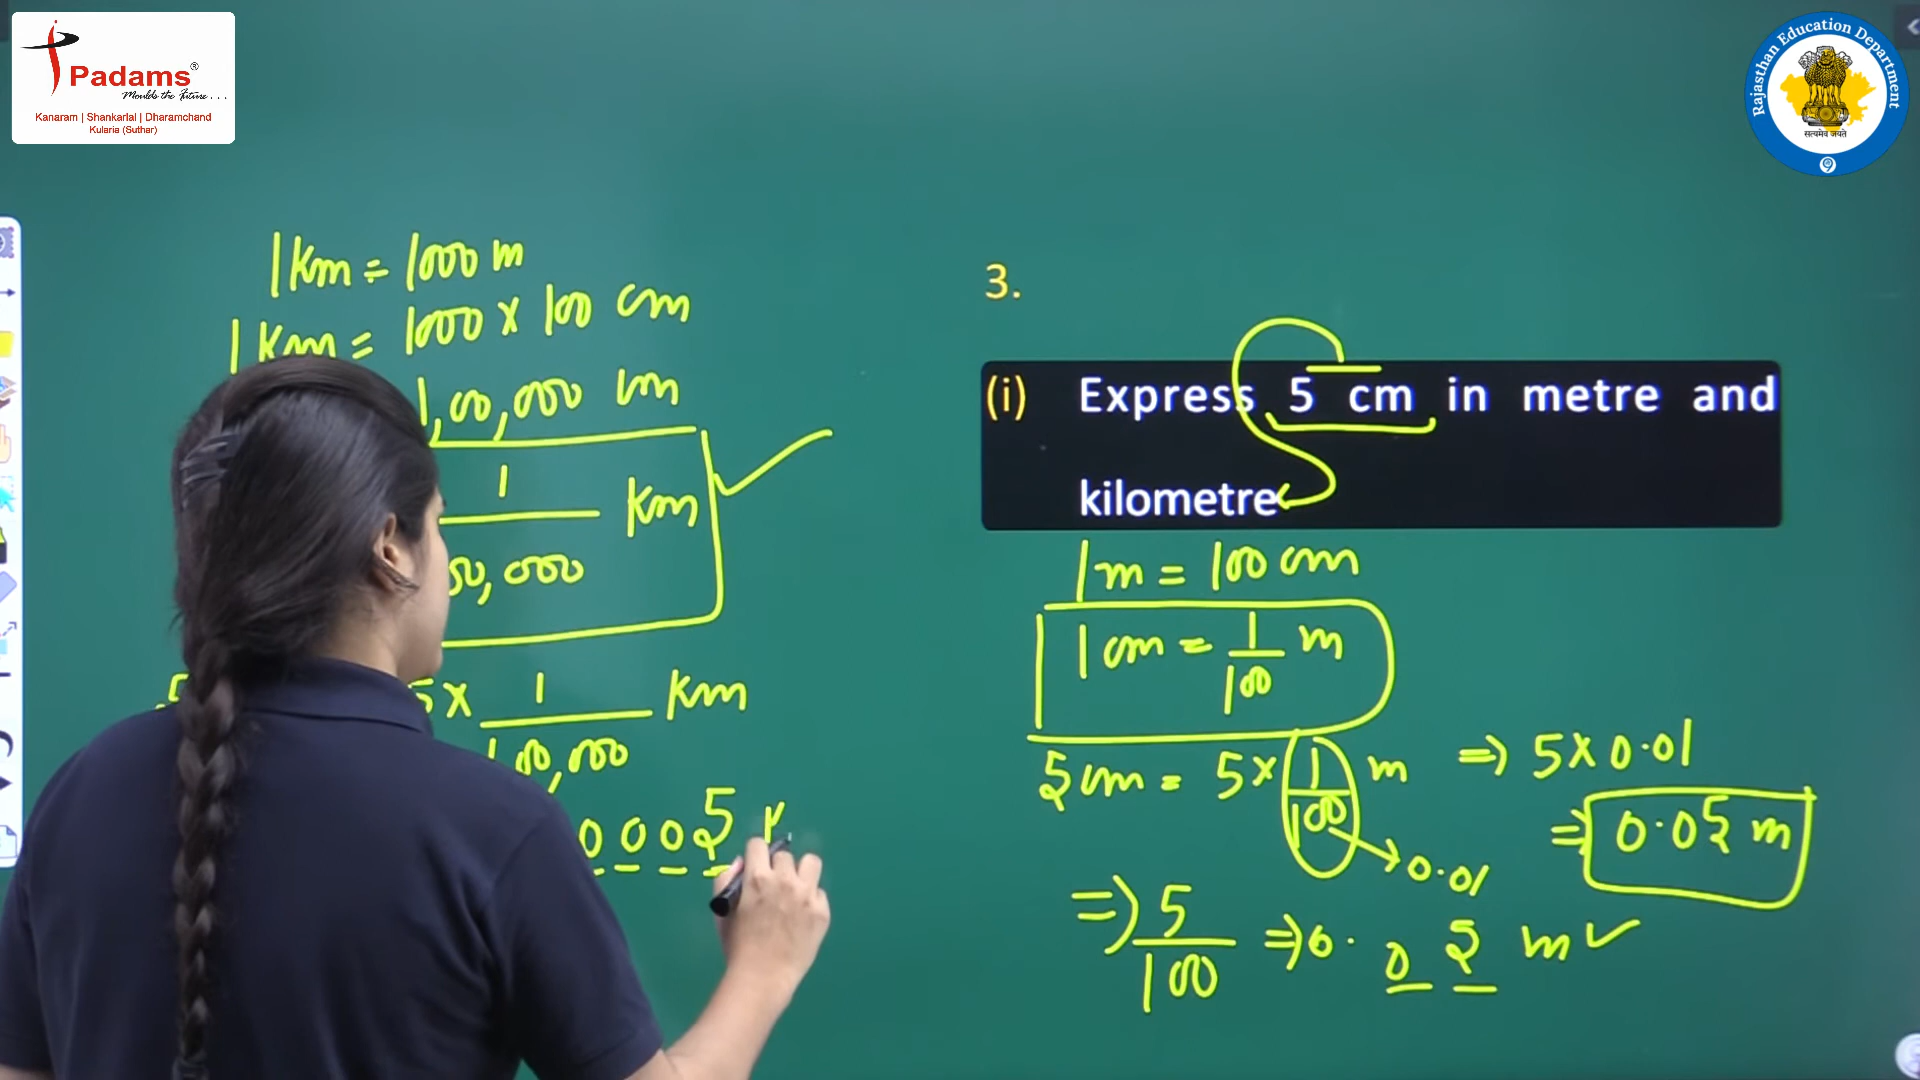 Padams®
Moulds the Future...
Kanaram | Shankarlal | Dharamchand
Kularia (Suthar)
Rajasthan Education Department
सत्यमेव जयते
1 Km = 1000 m
1 Km = 1000 × 100 cm
1,00,000 cm
1
Km
00,000
5 × 1 Km
1,00,000
0 0 0 5 K
3.
(i) Express 5 cm in metre and
kilometre
1 m = 100 cm
1 cm = 1/100 m
5 cm = 5 × 1/100 m ⇒ 5 × 0.01
→ 0.01
⇒ 0.05 m
⇒ 5/100 ⇒ 0.05 m ✓